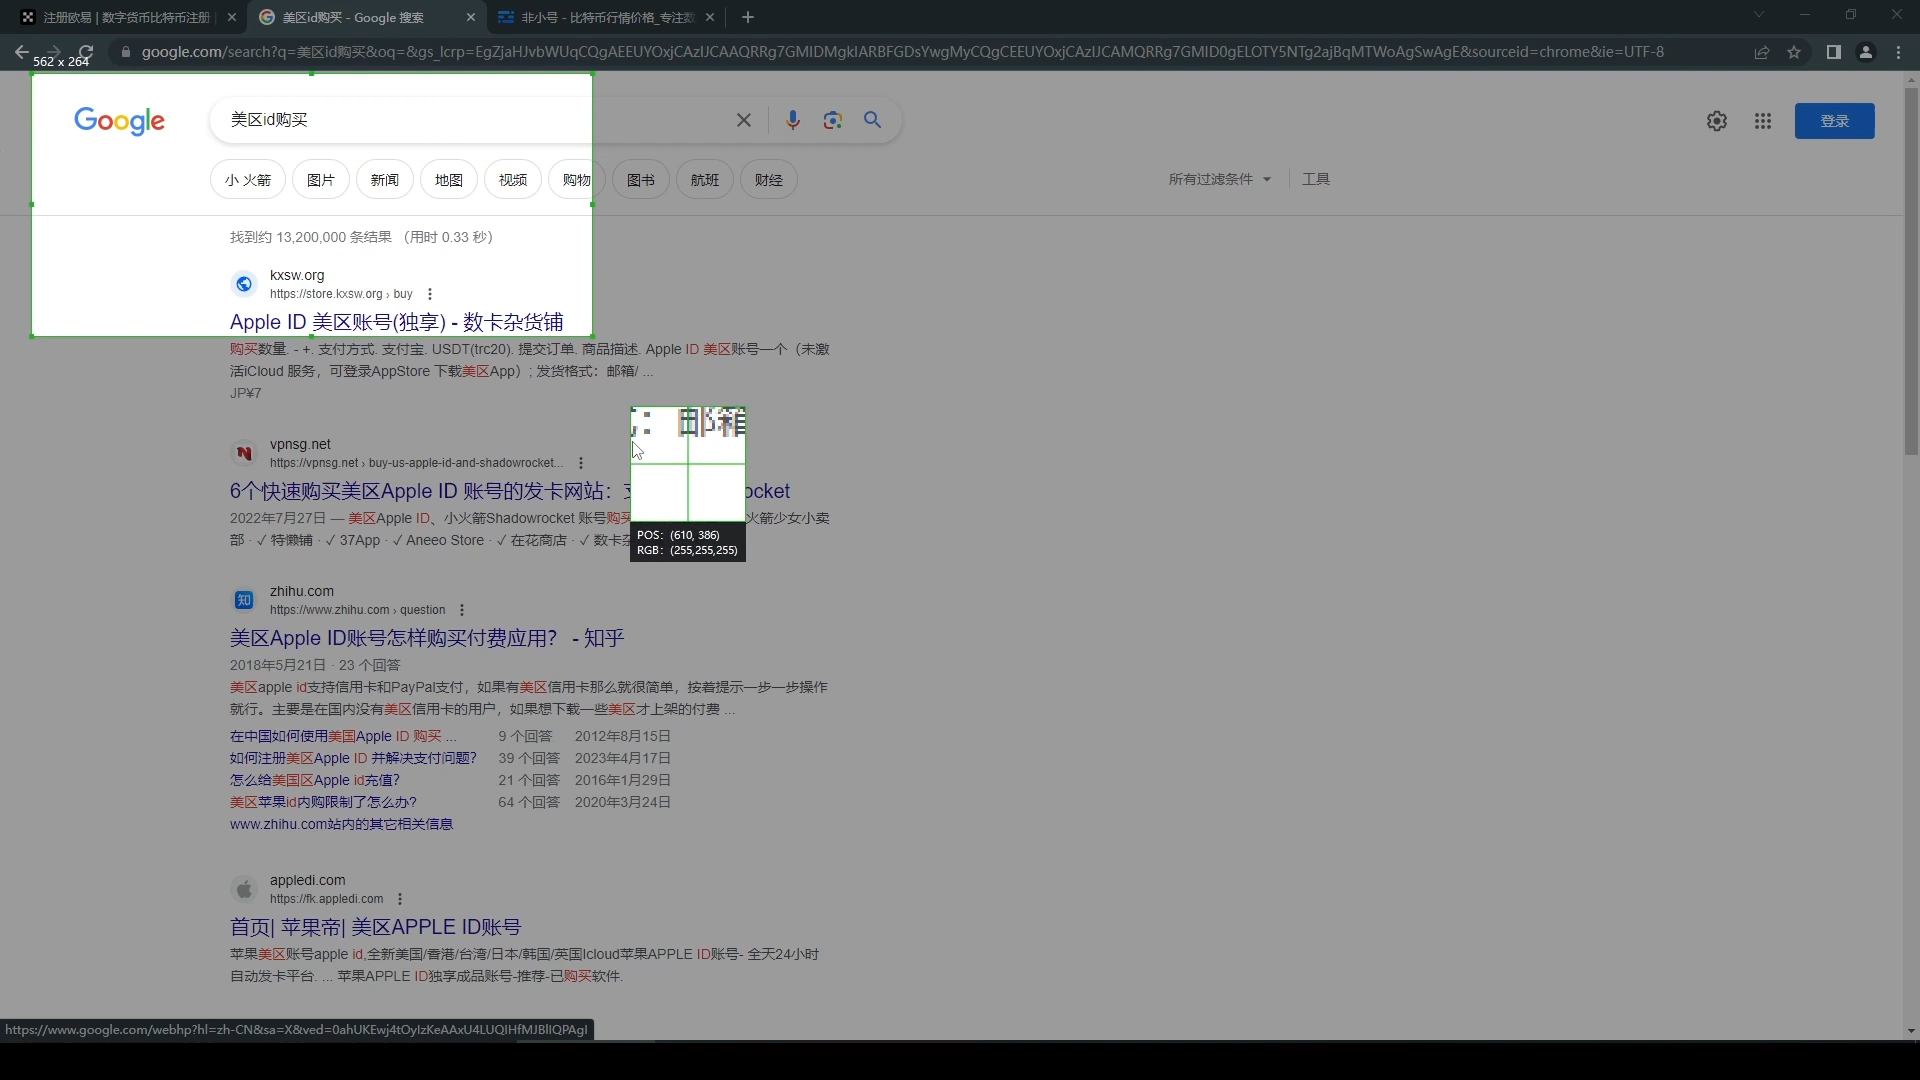 注册欧易 | 数字货币比特币注册
美区id购买 - Google 搜索
非小号 - 比特币行情价格_专注数
google.com/search?q=美区id购买&oq=&gs_lcrp=EgZjaHJvbWUqCQgAEEUYOxjCAzIJCAAQRRg7GMIDMgkIARBFGDsYwgMyCQgCEEUYOxjCAzIJCAMQRRg7GMID0gELOTY5NTg2ajBqMTWoAgSwAgE&sourceid=chrome&ie=UTF-8
562 x 264
Google
美区id购买
登录
小 火箭
图片
新闻
地图
视频
购物
图书
航班
财经
所有过滤条件
工具
找到约 13,200,000 条结果 （用时 0.33 秒）
kxsw.org
https://store.kxsw.org › buy
Apple ID 美区账号(独享) - 数卡杂货铺
购买数量. - +. 支付方式. 支付宝. USDT(trc20). 提交订单. 商品描述. Apple ID 美区账号一个（未激
活iCloud 服务，可登录AppStore 下载美区App）; 发货格式：邮箱/ ...
JP¥7
：邮箱
vpnsg.net
https://vpnsg.net › buy-us-apple-id-and-shadowrocket...
6个快速购买美区Apple ID 账号的发卡网站： ocket
2022年7月27日 — 美区Apple ID、小火箭Shadowrocket 账号购买 火箭少女小卖
部 · ✓ 特懒铺 · ✓ 37App · ✓ Aneeo Store · ✓ 在花商店 · ✓ 数卡
POS: (610, 386)
RGB: (255,255,255)
zhihu.com
https://www.zhihu.com › question
美区Apple ID账号怎样购买付费应用？ - 知乎
2018年5月21日 · 23 个回答
美区apple id支持信用卡和PayPal支付，如果有美区信用卡那么就很简单，按着提示一步一步操作
就行。主要是在国内没有美区信用卡的用户，如果想下载一些美区才上架的付费 ...
在中国如何使用美国Apple ID 购买 ... 9 个回答 2012年8月15日
如何注册美区Apple ID 并解决支付问题? 39 个回答 2023年4月17日
怎么给美国区Apple id充值? 21 个回答 2016年1月29日
美区苹果id内购限制了怎么办? 64 个回答 2020年3月24日
www.zhihu.com站内的其它相关信息
appledi.com
https://fk.appledi.com
首页| 苹果帝| 美区APPLE ID账号
苹果美区账号apple id,全新美国/香港/台湾/日本/韩国/英国Icloud苹果APPLE ID账号- 全天24小时
自动发卡平台. ... 苹果APPLE ID独享成品账号-推荐-已购买软件.
https://www.google.com/webhp?hl=zh-CN&sa=X&ved=0ahUKEwj4tOyIzKeAAxU4LUQIHfMJBlIQPAgI